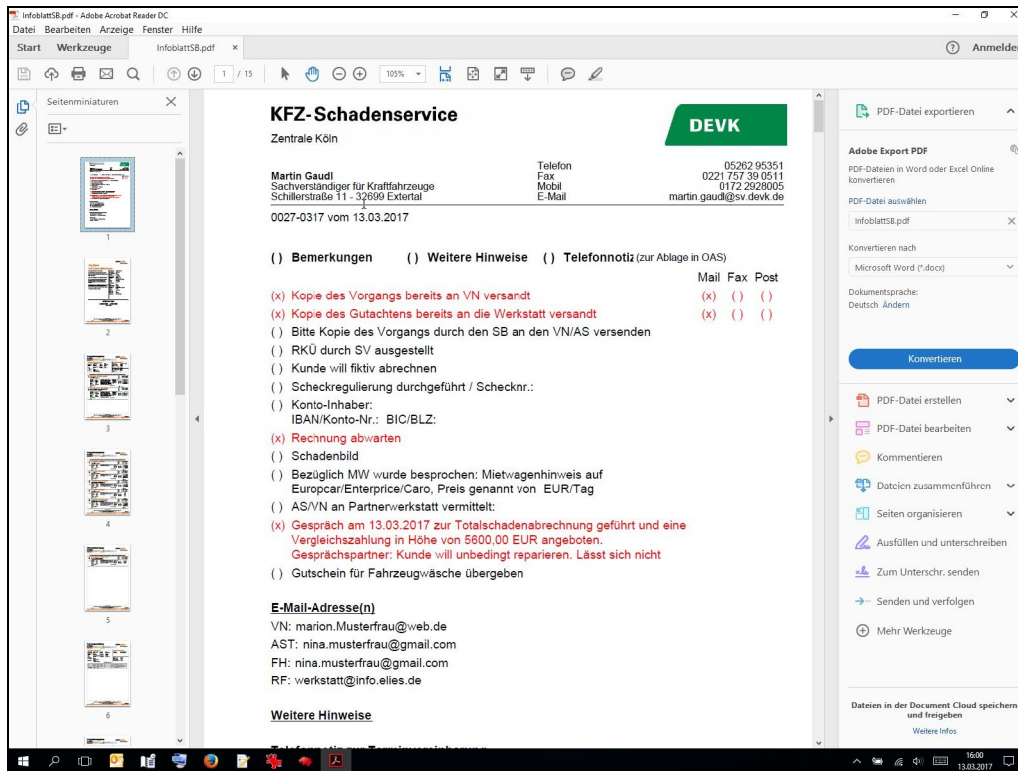 InfoblattSB.pdf - Adobe Acrobat Reader DC
Datei Bearbeiten Anzeige Fenster Hilfe
Start Werkzeuge InfoblattSB.pdf × ? Anmelden
1 / 15 105%
Seitenminiaturen
1
2
3
4
5
6
KFZ-Schadenservice
DEVK
Zentrale Köln
Martin Gaudl
Sachverständiger für Kraftfahrzeuge
Schillerstraße 11 - 32699 Extertal
Telefon 05262 95351
Fax 0221 757 39 0511
Mobil 0172 2928005
E-Mail martin.gaudl@sv.devk.de
0027-0317 vom 13.03.2017
( ) Bemerkungen ( ) Weitere Hinweise ( ) Telefonnotiz (zur Ablage in OAS)
Mail Fax Post
(x) Kopie des Vorgangs bereits an VN versandt (x) ( ) ( )
(x) Kopie des Gutachtens bereits an die Werkstatt versandt (x) ( ) ( )
( ) Bitte Kopie des Vorgangs durch den SB an den VN/AS versenden
( ) RKÜ durch SV ausgestellt
( ) Kunde will fiktiv abrechnen
( ) Scheckregulierung durchgeführt / Schecknr.:
( ) Konto-Inhaber:
IBAN/Konto-Nr.: BIC/BLZ:
(x) Rechnung abwarten
( ) Schadenbild
( ) Bezüglich MW wurde besprochen: Mietwagenhinweis auf
Europcar/Enterprice/Caro, Preis genannt von EUR/Tag
( ) AS/VN an Partnerwerkstatt vermittelt:
(x) Gespräch am 13.03.2017 zur Totalschadenabrechnung geführt und eine
Vergleichszahlung in Höhe von 5600,00 EUR angeboten.
Gesprächspartner: Kunde will unbedingt reparieren. Lässt sich nicht
( ) Gutschein für Fahrzeugwäsche übergeben
E-Mail-Adresse(n)
VN: marion.Musterfrau@web.de
AST: nina.musterfrau@gmail.com
FH: nina.musterfrau@gmail.com
RF: werkstatt@info.elies.de
Weitere Hinweise
PDF-Datei exportieren
Adobe Export PDF
PDF-Dateien in Word oder Excel Online
konvertieren
PDF-Datei auswählen
InfoblattSB.pdf
Konvertieren nach
Microsoft Word (*.docx)
Dokumentsprache:
Deutsch Ändern
Konvertieren
PDF-Datei erstellen
PDF-Datei bearbeiten
Kommentieren
Dateien zusammenführen
Seiten organisieren
Ausfüllen und unterschreiben
Zum Unterschr. senden
Senden und verfolgen
Mehr Werkzeuge
Dateien in der Document Cloud speichern
und freigeben
Weitere Infos
16:00
13.03.2017